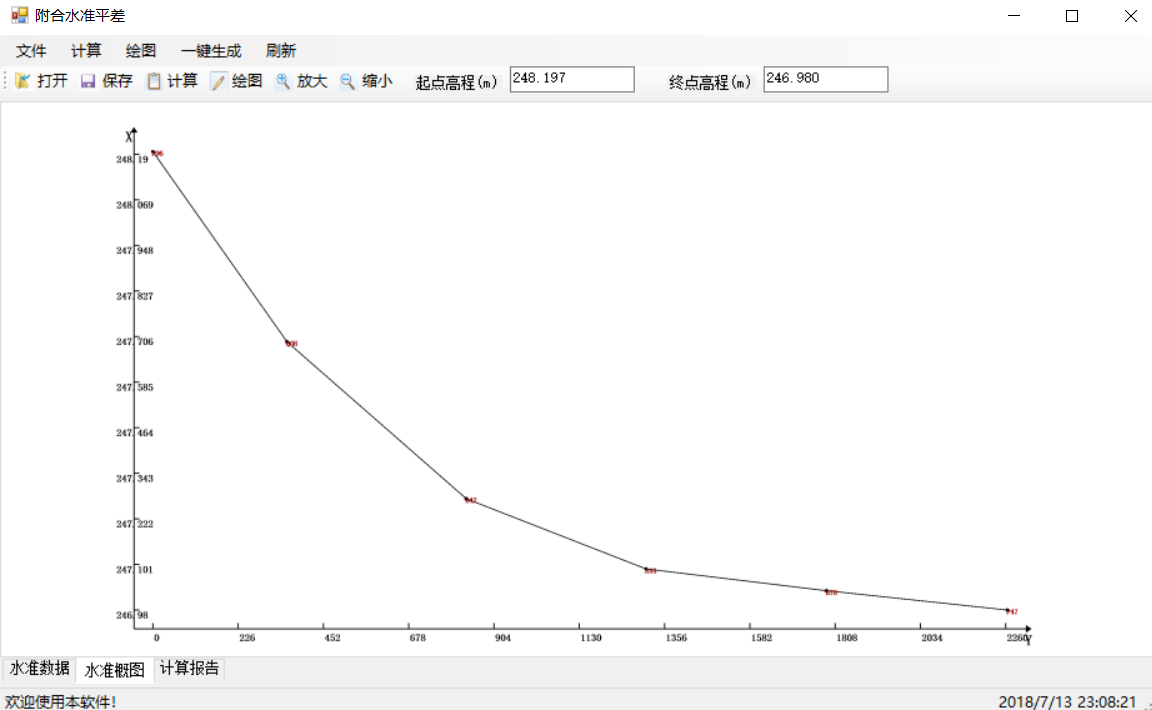 附合水准平差
文件 计算 绘图 一键生成 刷新
打开 保存 计算 绘图 放大 缩小 起点高程(m) 248.197 终点高程(m) 246.980
X
248.19
248.069
247.948
247.827
247.706
247.585
247.464
247.343
247.222
247.101
246.98
0 226 452 678 904 1130 1356 1582 1808 2034 2260
Y
水准数据 水准概图 计算报告
欢迎使用本软件! 2018/7/13 23:08:21